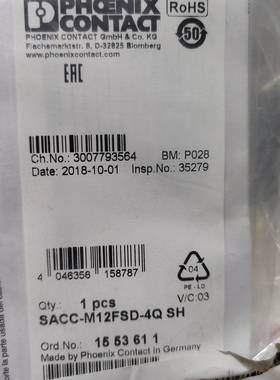 PHOENIX
CONTACT
RoHS
PHOENIX CONTACT GmbH & Co. KG
Flachsmarktstr. 8, D-32825 Blomberg
www.phoenixcontact.com
50
EAC
Ch.No.: 3007793564 BM: P028
Date: 2018-10-01 Insp.No.: 35279
4 046356 158787
04
PE-LD
V/C:03
Qty.: 1 pcs
SACC-M12FSD-4Q SH
Ord.No.: 15 53 61 1
Made by Phoenix Contact in Germany